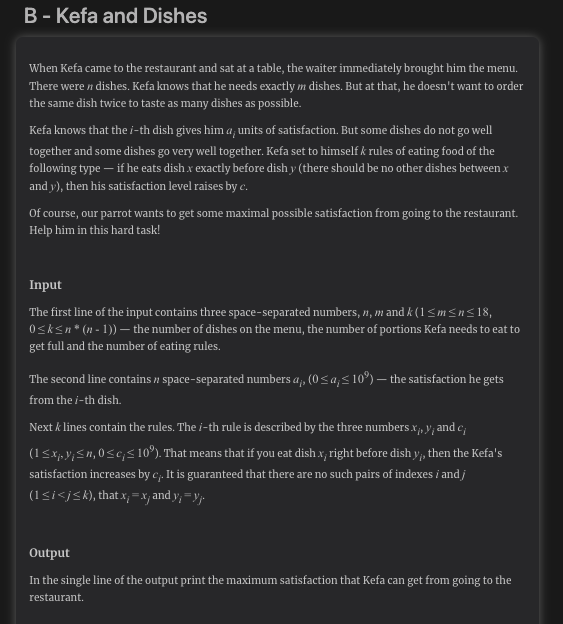 B - Kefa and Dishes
When Kefa came to the restaurant and sat at a table, the waiter immediately brought him the menu.
There were n dishes. Kefa knows that he needs exactly m dishes. But at that, he doesn't want to order
the same dish twice to taste as many dishes as possible.
Kefa knows that the i-th dish gives him a_i units of satisfaction. But some dishes do not go well
together and some dishes go very well together. Kefa set to himself k rules of eating food of the
following type — if he eats dish x exactly before dish y (there should be no other dishes between x
and y), then his satisfaction level raises by c.
Of course, our parrot wants to get some maximal possible satisfaction from going to the restaurant.
Help him in this hard task!
Input
The first line of the input contains three space-separated numbers, n, m and k (1 ≤ m ≤ n ≤ 18,
0 ≤ k ≤ n * (n - 1)) — the number of dishes on the menu, the number of portions Kefa needs to eat to
get full and the number of eating rules.
The second line contains n space-separated numbers a_i, (0 ≤ a_i ≤ 10^9) — the satisfaction he gets
from the i-th dish.
Next k lines contain the rules. The i-th rule is described by the three numbers x_i, y_i and c_i
(1 ≤ x_i, y_i ≤ n, 0 ≤ c_i ≤ 10^9). That means that if you eat dish x_i right before dish y_i, then the Kefa's
satisfaction increases by c_i. It is guaranteed that there are no such pairs of indexes i and j
(1 ≤ i < j ≤ k), that x_i = x_j and y_i = y_j.
Output
In the single line of the output print the maximum satisfaction that Kefa can get from going to the
restaurant.